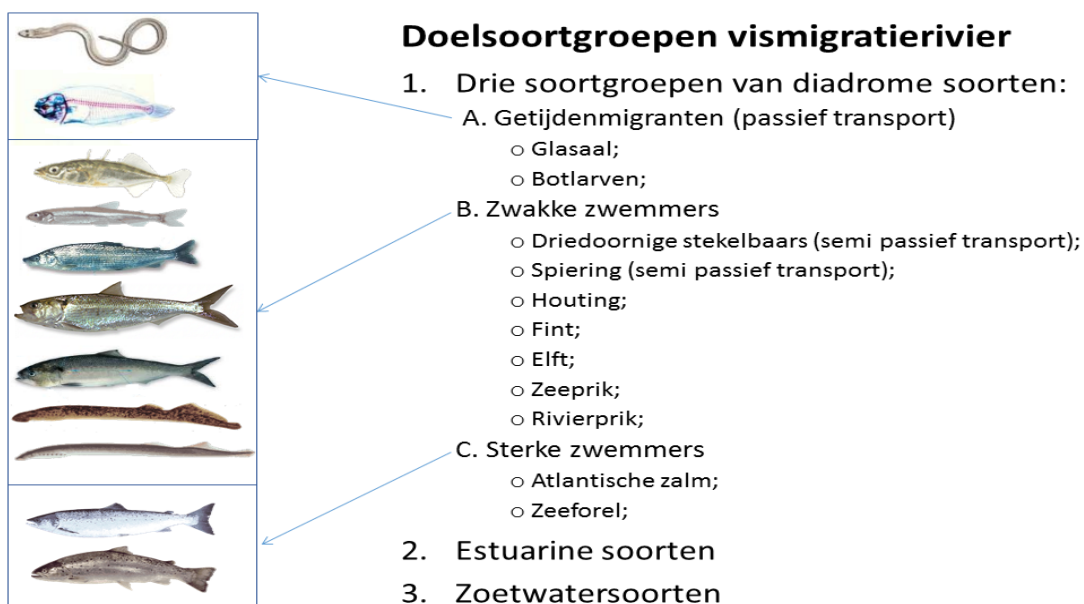 Doelsoortgroepen vismigratierivier
1. Drie soortgroepen van diadrome soorten:
A. Getijdenmigranten (passief transport)
o Glasaal;
o Botlarven;
B. Zwakke zwemmers
o Driedoornige stekelbaars (semi passief transport);
o Spiering (semi passief transport);
o Houting;
o Fint;
o Elft;
o Zeeprik;
o Rivierprik;
C. Sterke zwemmers
o Atlantische zalm;
o Zeeforel;
2. Estuarine soorten
3. Zoetwatersoorten